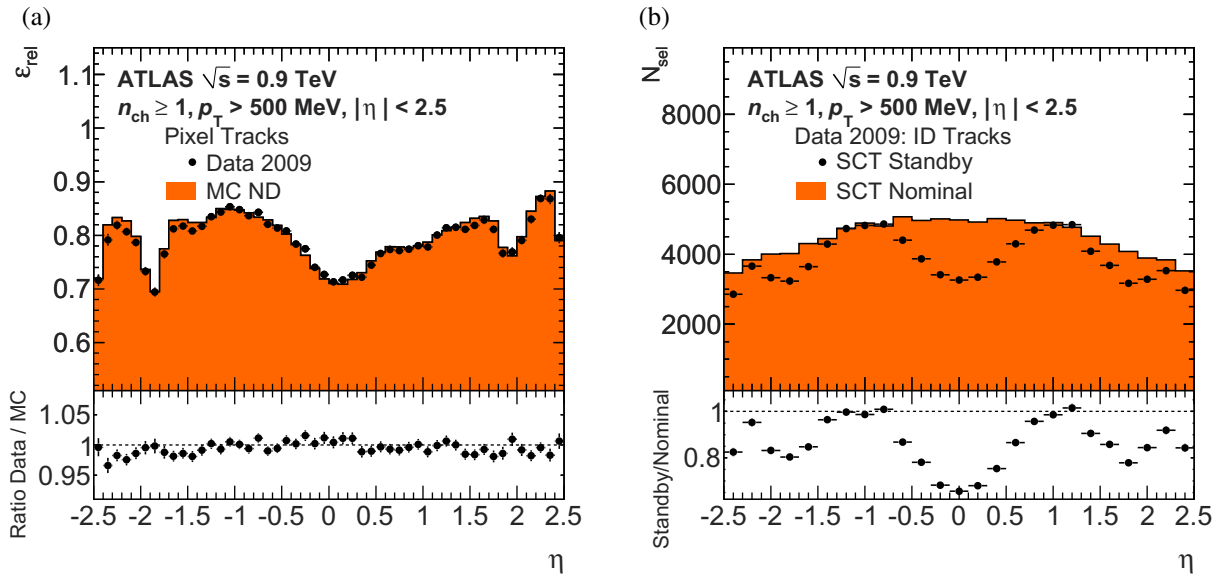 (a)
ε_rel
1.1
1
0.9
0.8
0.7
0.6
ATLAS √s = 0.9 TeV
n_ch ≥ 1, p_T > 500 MeV, |η| < 2.5
Pixel Tracks
Data 2009
MC ND
Ratio Data / MC
1.05
1
0.95
-2.5 -2 -1.5 -1 -0.5 0 0.5 1 1.5 2 2.5
η
(b)
N_sel
8000
6000
4000
2000
ATLAS √s = 0.9 TeV
n_ch ≥ 1, p_T > 500 MeV, |η| < 2.5
Data 2009: ID Tracks
SCT Standby
SCT Nominal
Standby/Nominal
1
0.8
-2.5 -2 -1.5 -1 -0.5 0 0.5 1 1.5 2 2.5
η